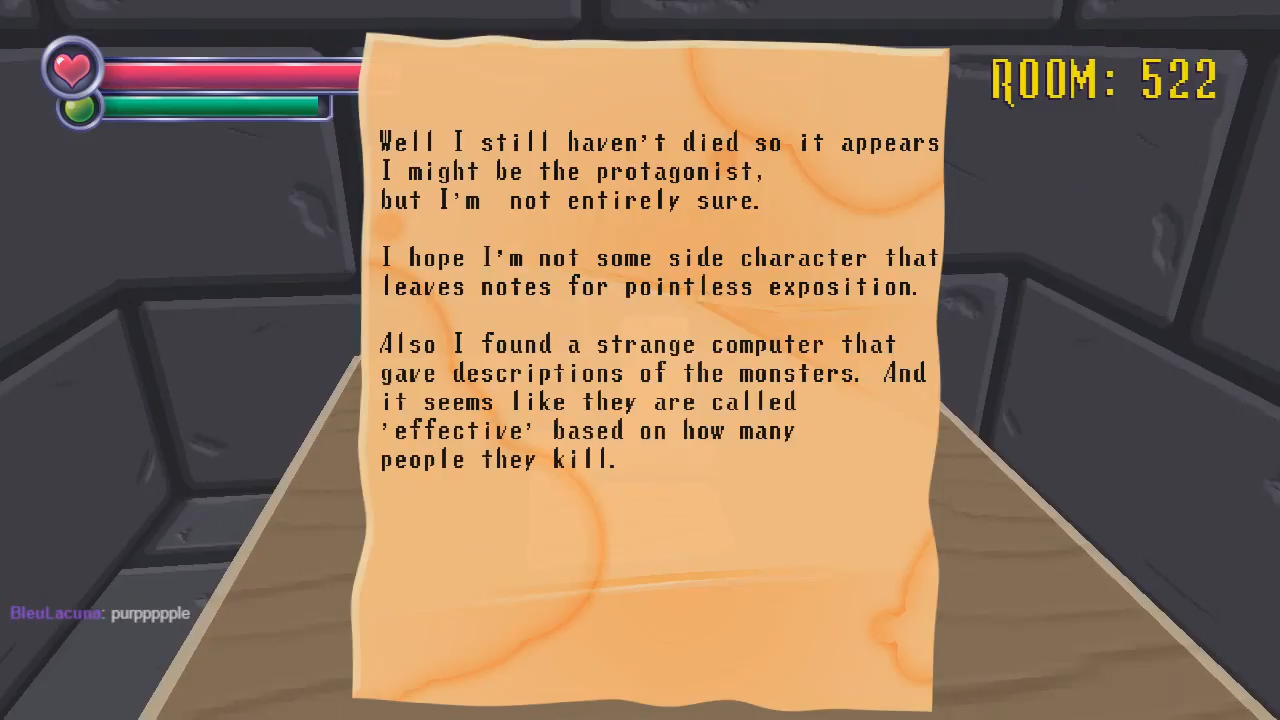 ROOM: 522
Well I still haven't died so it appears
I might be the protagonist,
but I'm  not entirely sure.
I hope I'm not some side character that
leaves notes for pointless exposition.
Also I found a strange computer that
gave descriptions of the monsters.  And
it seems like they are called
'effective' based on how many
people they kill.
BleuLacuna: purppppple